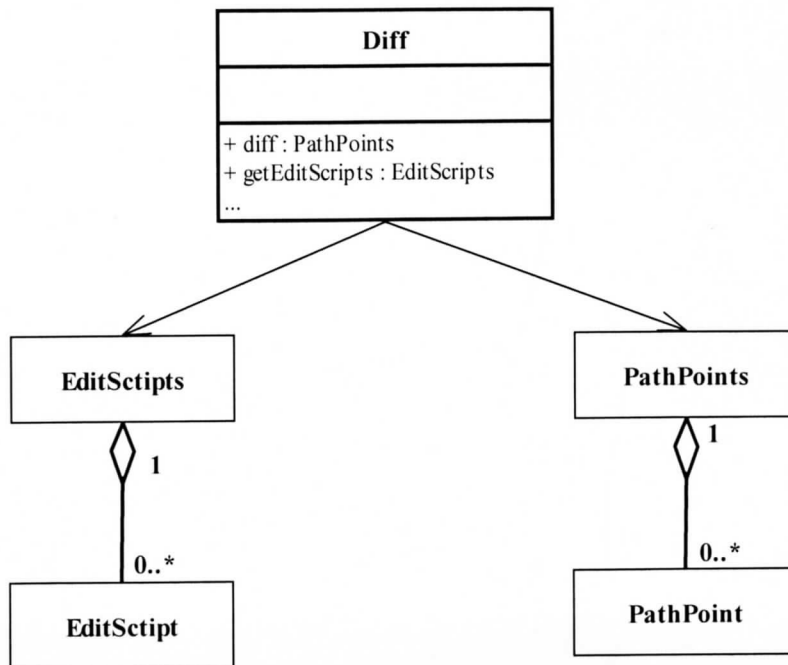 Diff
+ diff : PathPoints
+ getEditScripts : EditScripts
...
EditSctipts
PathPoints
1
1
0..*
0..*
EditSctipt
PathPoint